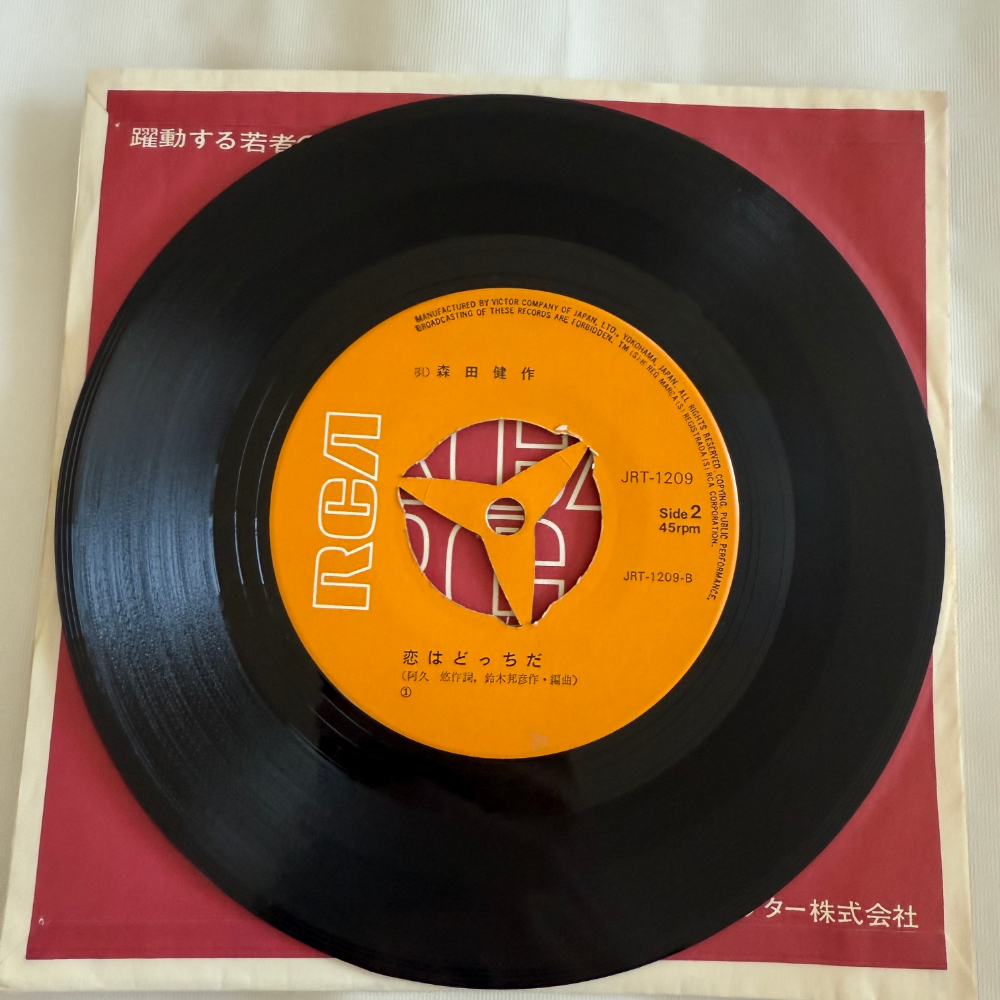 躍動する若者の
MANUFACTURED BY VICTOR COMPANY OF JAPAN, LTD., YOKOHAMA, JAPAN. ALL RIGHTS RESERVED. COPYING, PUBLIC PERFORMANCE,
BROADCASTING OF THESE RECORDS ARE FORBIDDEN. TM(S)® REG MARCA(S) REGISTRADA(S) RCA CORPORATION.
唄) 森田健作
RCA
JRT-1209
Side 2
45rpm
JRT-1209-B
恋はどっちだ
(阿久 悠作詞, 鈴木邦彦作・編曲)
①
ター株式会社